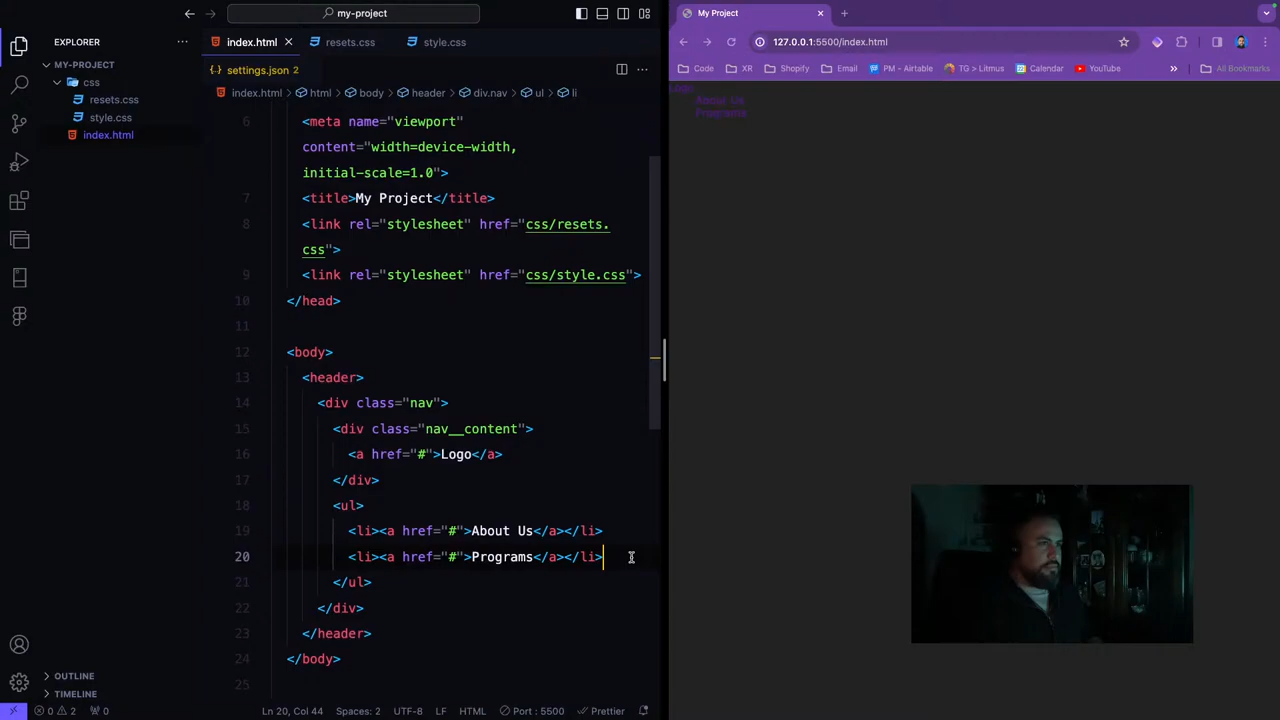 my-project
My Project
EXPLORER
index.html
resets.css
style.css
127.0.0.1:5500/index.html
MY-PROJECT
settings.json 2
Code
XR
Shopify
Email
PM - Airtable
TG > Litmus
Calendar
YouTube
All Bookmarks
css
resets.css
style.css
index.html
index.html > html > body > header > div.nav > ul > li
6 <meta name="viewport"
content="width=device-width,
initial-scale=1.0">
7 <title>My Project</title>
8 <link rel="stylesheet" href="css/resets.
css">
9 <link rel="stylesheet" href="css/style.css">
10 </head>
11
12 <body>
13 <header>
14 <div class="nav">
15 <div class="nav__content">
16 <a href="#">Logo</a>
17 </div>
18 <ul>
19 <li><a href="#">About Us</a></li>
20 <li><a href="#">Programs</a></li>
21 </ul>
22 </div>
23 </header>
24 </body>
25
Logo
About Us
Programs
OUTLINE
TIMELINE
0 2 0
Ln 20, Col 44
Spaces: 2
UTF-8
LF
HTML
Port : 5500
Prettier